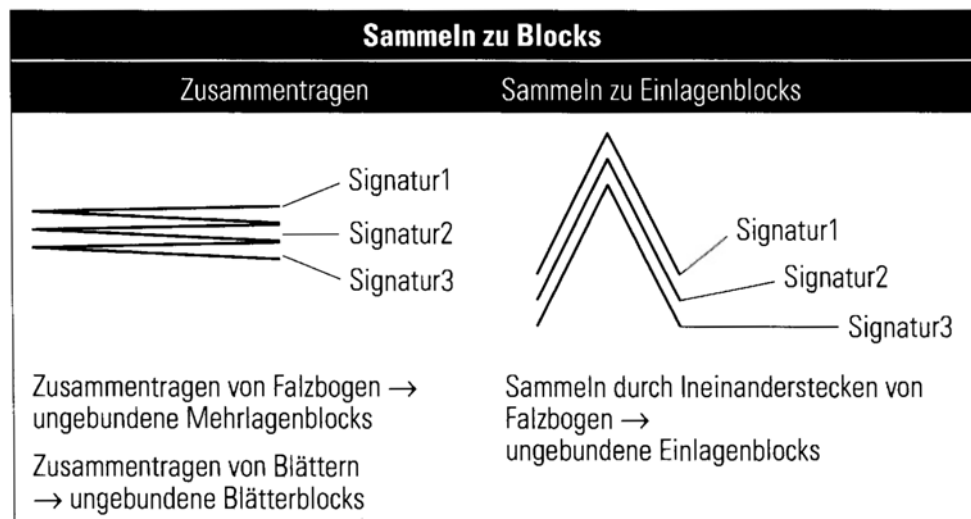 Sammeln zu Blocks
Zusammentragen
Sammeln zu Einlagenblocks
Signatur1
Signatur2
Signatur3
Signatur1
Signatur2
Signatur3
Zusammentragen von Falzbogen →
ungebundene Mehrlagenblocks
Zusammentragen von Blättern
→ ungebundene Blätterblocks
Sammeln durch Ineinanderstecken von
Falzbogen →
ungebundene Einlagenblocks